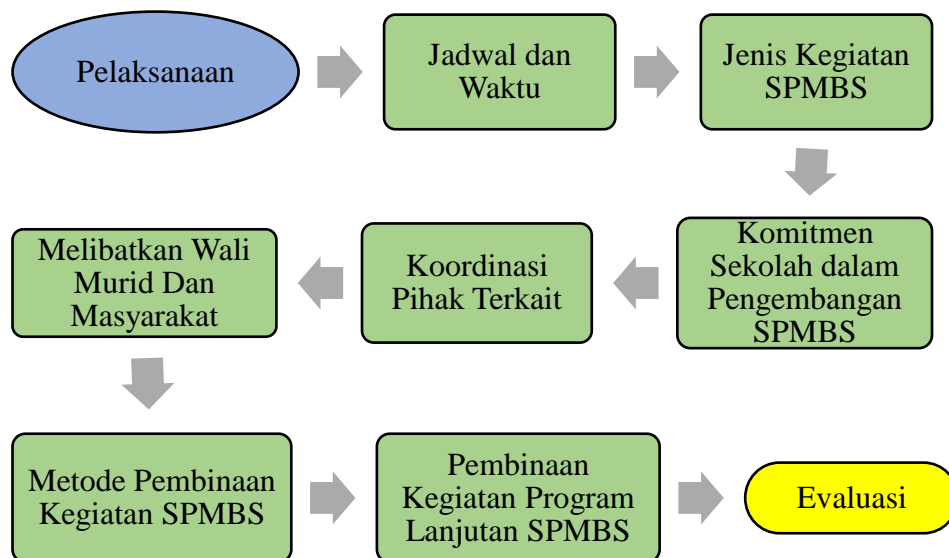 Pelaksanaan
Jadwal dan
Waktu
Jenis Kegiatan
SPMBS
Komitmen
Sekolah dalam
Pengembangan
SPMBS
Koordinasi
Pihak Terkait
Melibatkan Wali
Murid Dan
Masyarakat
Metode Pembinaan
Kegiatan SPMBS
Pembinaan
Kegiatan Program
Lanjutan SPMBS
Evaluasi